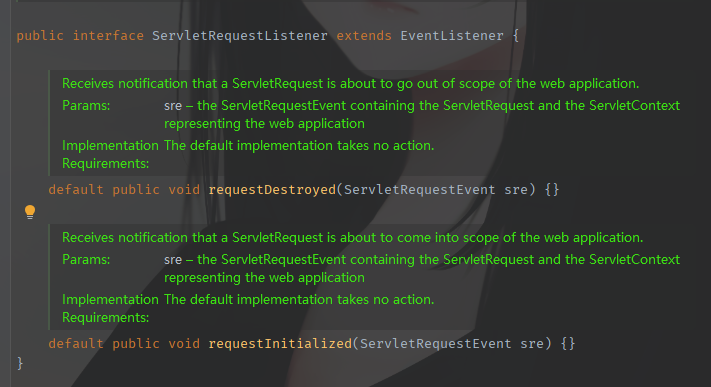 public interface ServletRequestListener extends EventListener {
Receives notification that a ServletRequest is about to go out of scope of the web application.
Params: sre – the ServletRequestEvent containing the ServletRequest and the ServletContext
representing the web application
Implementation The default implementation takes no action.
Requirements:
default public void requestDestroyed(ServletRequestEvent sre) {}
Receives notification that a ServletRequest is about to come into scope of the web application.
Params: sre – the ServletRequestEvent containing the ServletRequest and the ServletContext
representing the web application
Implementation The default implementation takes no action.
Requirements:
default public void requestInitialized(ServletRequestEvent sre) {}
}